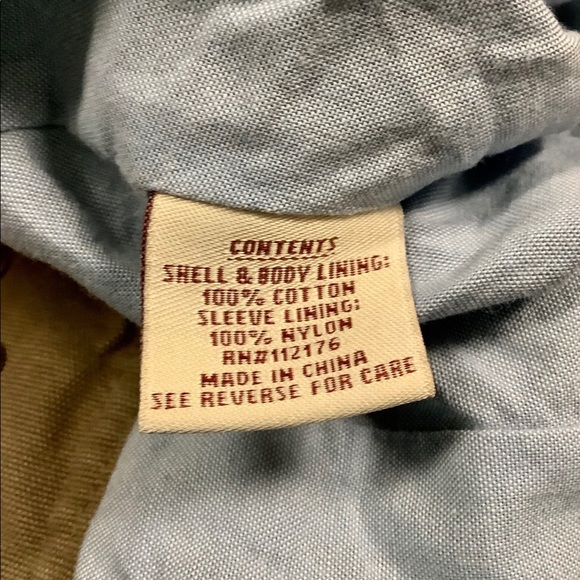 CONTENTS
SHELL & BODY LINING:
100% COTTON
SLEEVE LINING:
100% NYLON
RN#112176
MADE IN CHINA
SEE REVERSE FOR CARE